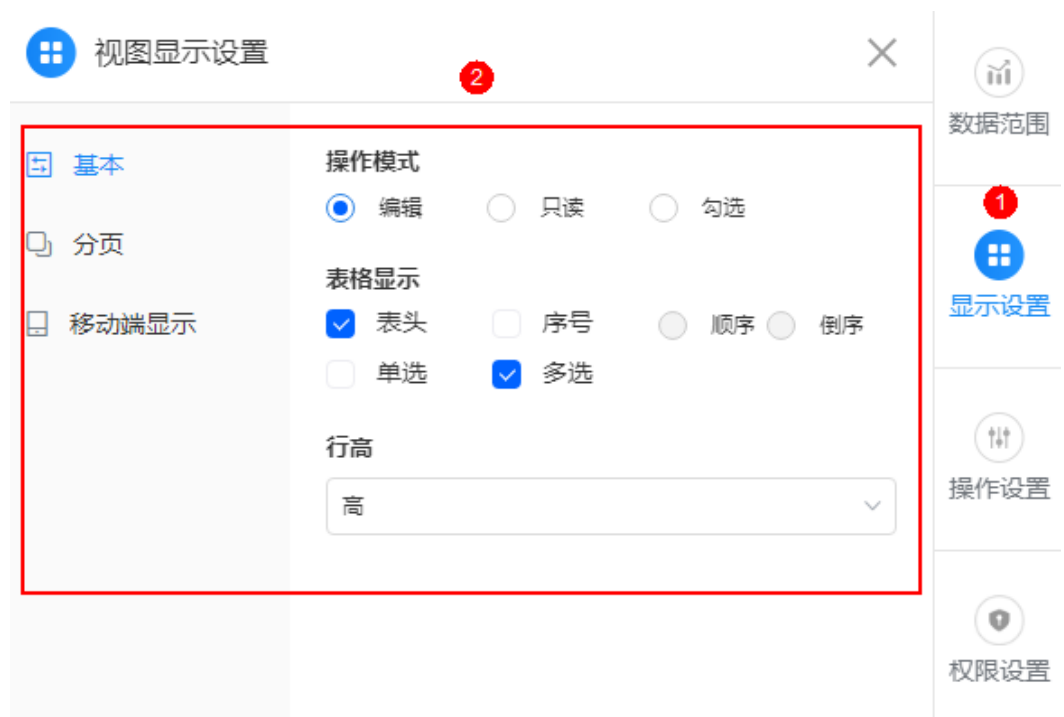 视图显示设置
2
基本
分页
移动端显示
操作模式
编辑 只读 勾选
表格显示
表头 序号 顺序 倒序
单选 多选
行高
高
数据范围
1
显示设置
操作设置
权限设置